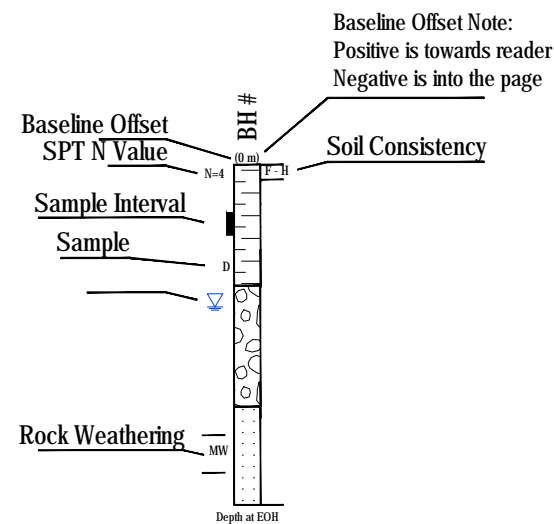 Baseline Offset Note:
Positive is towards reader
Negative is into the page
BH #
Baseline Offset
(0 m)
SPT N Value
N=4
F - H
Soil Consistency
Sample Interval
Sample
D
Rock Weathering
MW
Depth at EOH